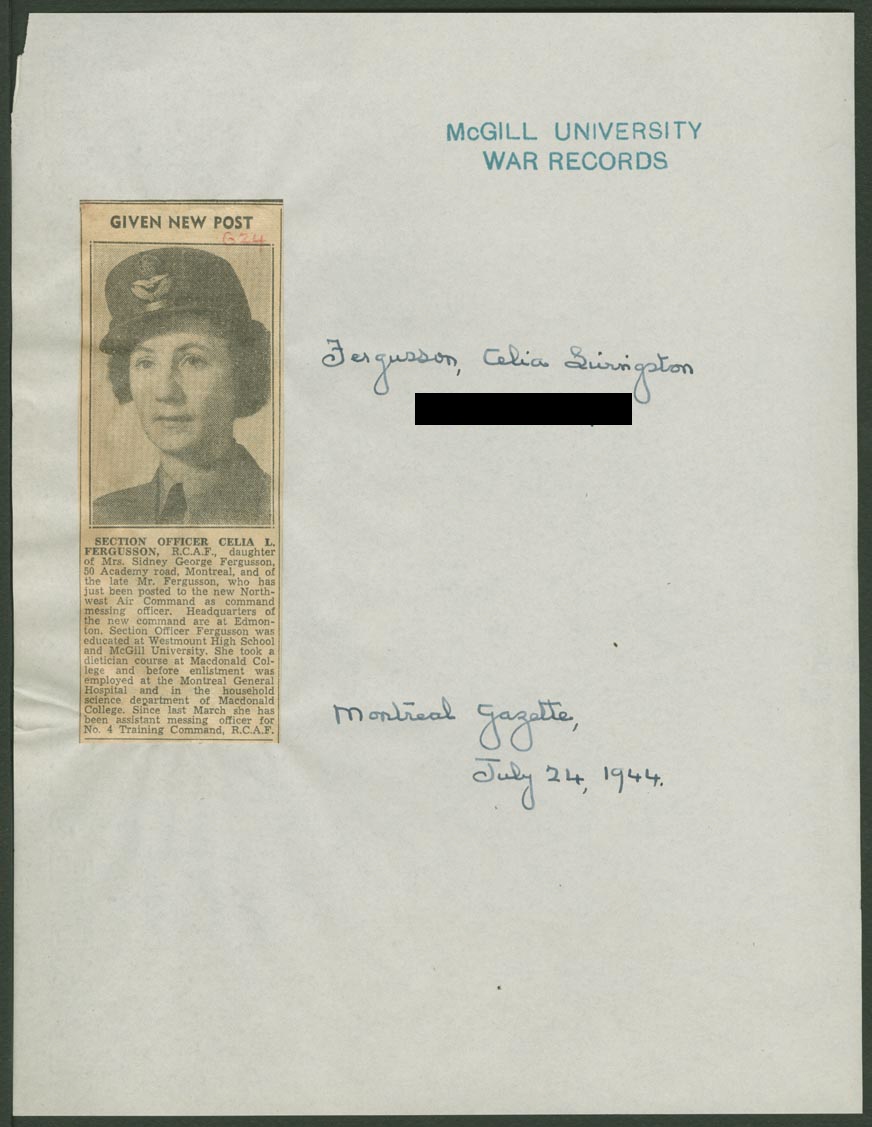 McGILL UNIVERSITY
WAR RECORDS
GIVEN NEW POST
G24
Fergusson, Celia Livingston
SECTION OFFICER CELIA L.
FERGUSSON, R.C.A.F., daughter
of Mrs. Sidney George Fergusson,
50 Academy road, Montreal, and of
the late Mr. Fergusson, who has
just been posted to the new North-
west Air Command as command
messing officer. Headquarters of
the new command are at Edmon-
ton. Section Officer Fergusson was
educated at Westmount High School
and McGill University. She took a
dietician course at Macdonald Col-
lege and before enlistment was
employed at the Montreal General
Hospital and in the household
science department of Macdonald
College. Since last March she has
been assistant messing officer for
No. 4 Training Command, R.C.A.F.
Montreal Gazette,
July 24, 1944.